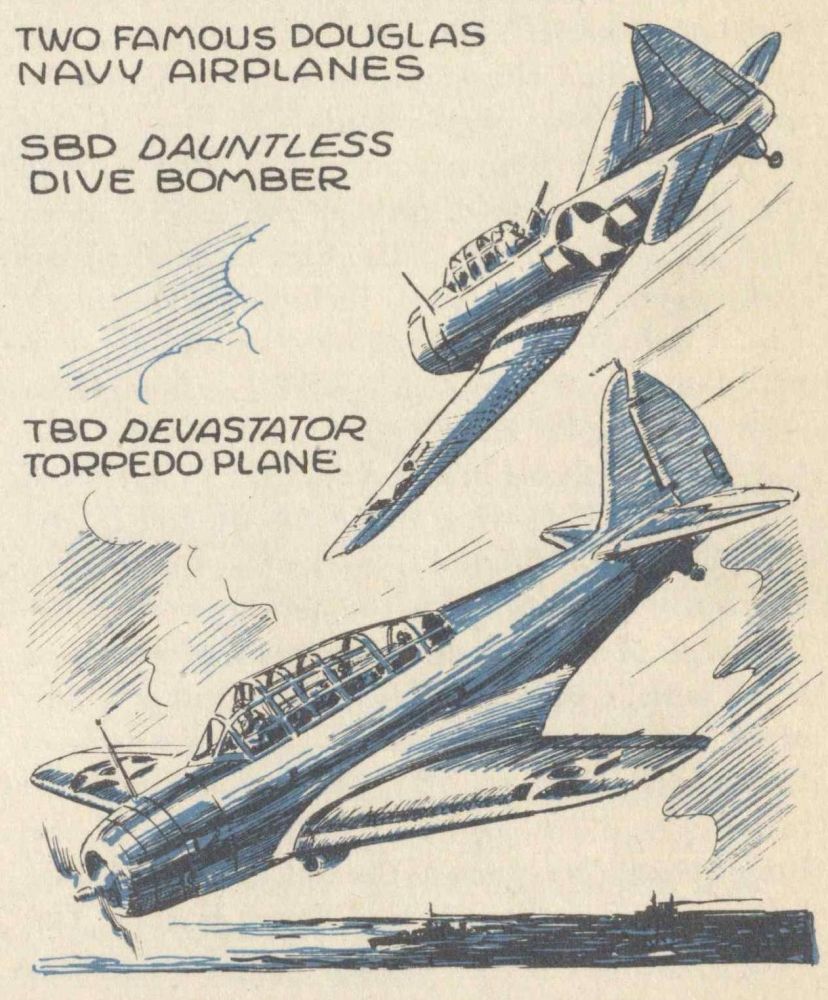 TWO FAMOUS DOUGLAS
NAVY AIRPLANES
SBD DAUNTLESS
DIVE BOMBER
TBD DEVASTATOR
TORPEDO PLANE